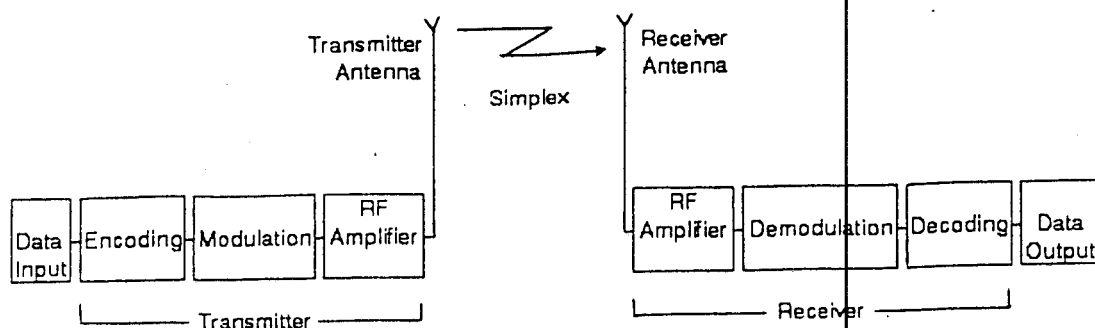 Transmitter
Antenna
Simplex
Receiver
Antenna
Data
Input
Encoding
Modulation
RF
Amplifier
RF
Amplifier
Demodulation
Decoding
Data
Output
Transmitter
Receiver